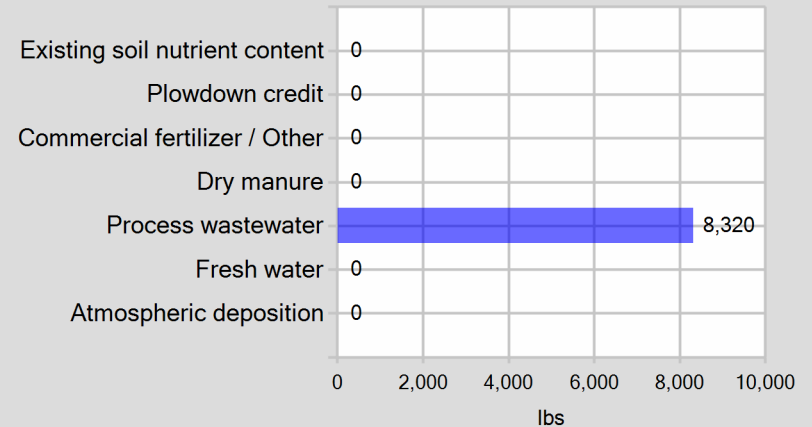 Existing soil nutrient content 0
Plowdown credit 0
Commercial fertilizer / Other 0
Dry manure 0
Process wastewater 8,320
Fresh water 0
Atmospheric deposition 0
0 2,000 4,000 6,000 8,000 10,000
lbs